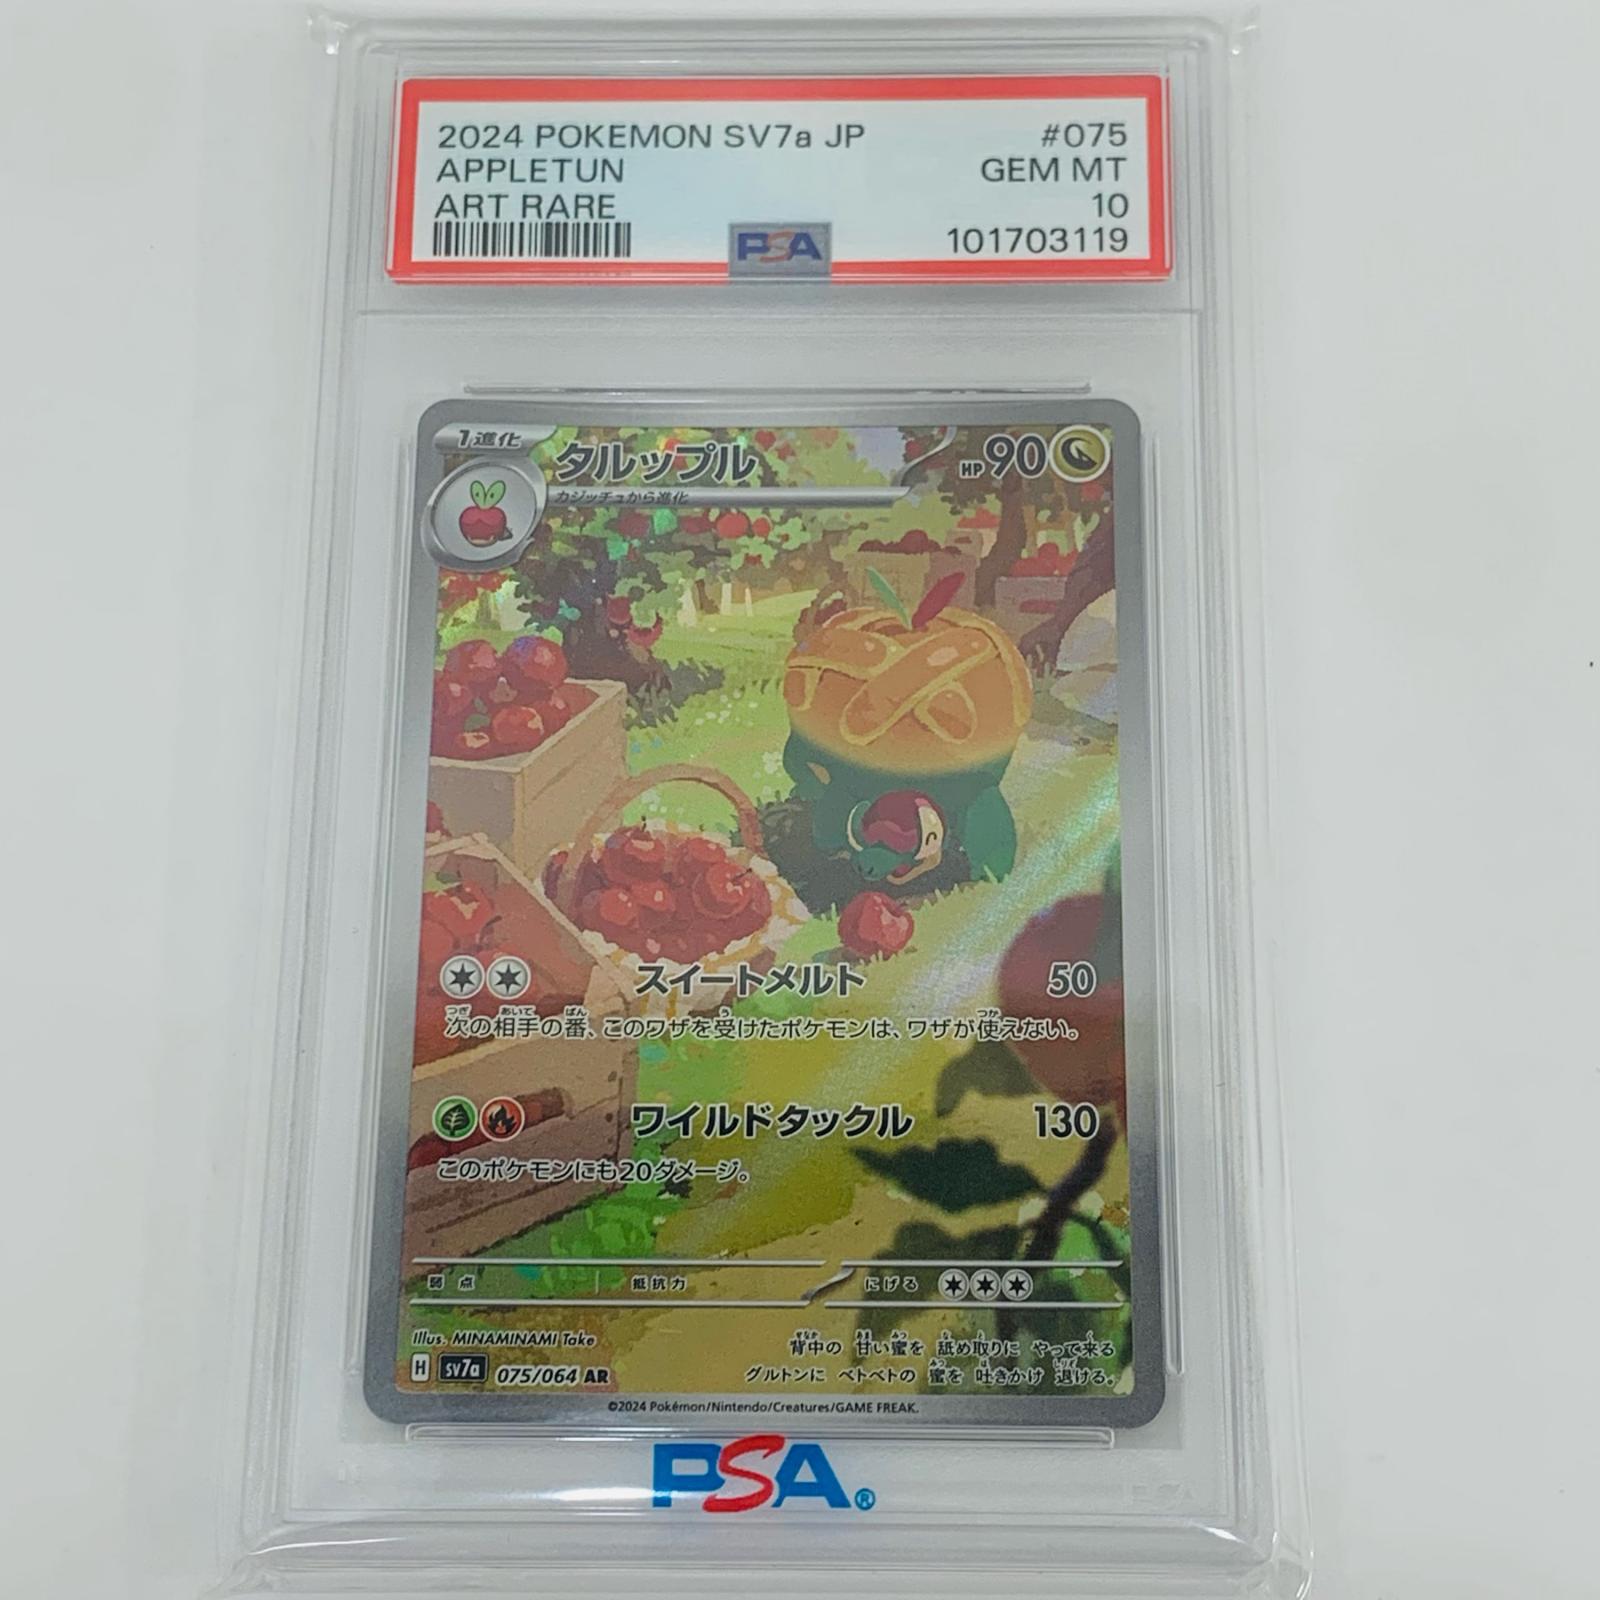 2024 POKEMON SV7a JP #075
APPLETUN GEM MT
ART RARE 10
PSA 101703119
1進化 タルップル HP90
カジッチュから進化
スイートメルト 50
次の相手の番、このワザを受けたポケモンは、ワザが使えない。
ワイルドタックル 130
このポケモンにも20ダメージ。
弱点 抵抗力 にげる
Illus. MINAMINAMI Take
背中の 甘い蜜を 舐め取りに やって来る
H sv7a 075/064 AR
グルトンに ベトベトの 蜜を 吐きかけ 退ける。
©2024 Pokémon/Nintendo/Creatures/GAME FREAK.
PSA®